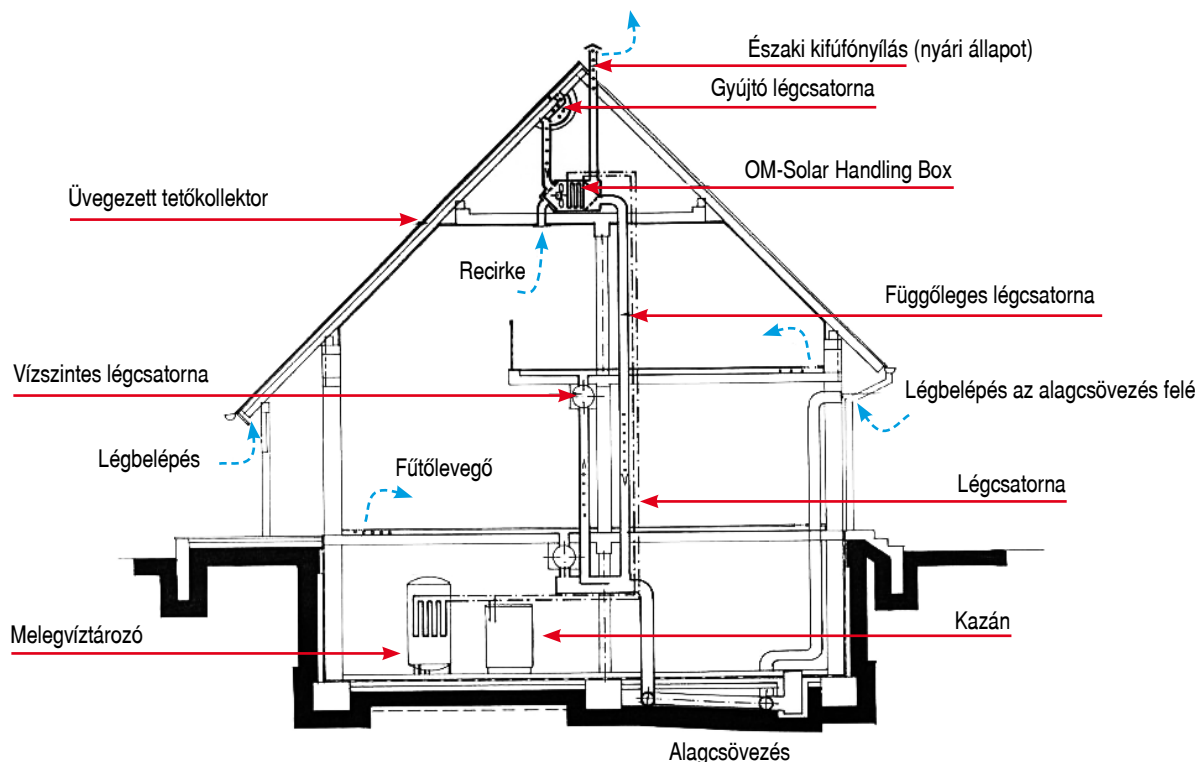 Északi kifúfónyílás (nyári állapot)
Gyújtó légcsatorna
OM-Solar Handling Box
Üvegezett tetőkollektor
Recirke
Függőleges légcsatorna
Vízszintes légcsatorna
Légbelépés az alagcsövezés felé
Légbelépés
Fűtőlevegő
Légcsatorna
Melegvíztározó
Kazán
Alagcsövezés